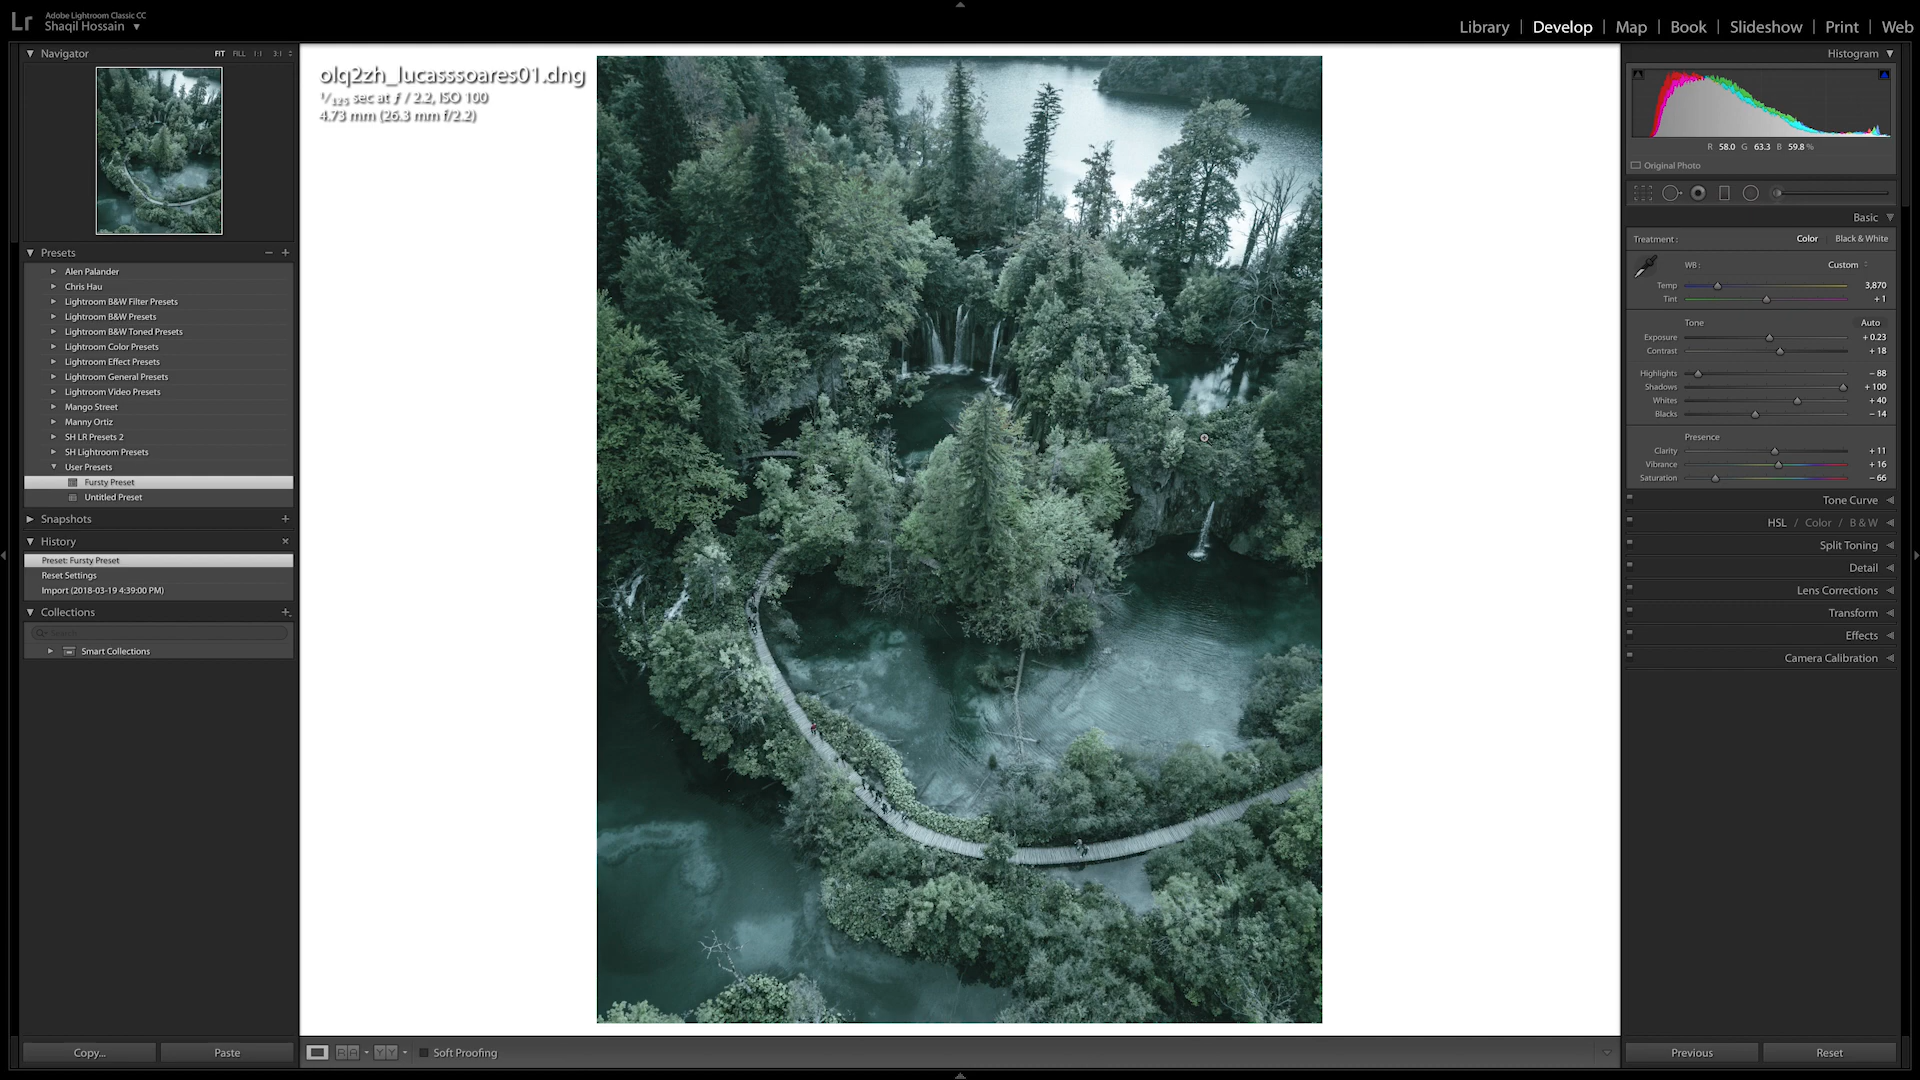 Lr
Adobe Lightroom Classic CC
Shaqil Hossain
Library | Develop | Map | Book | Slideshow | Print | Web
Navigator
FIT FILL 1:1 3:1
Presets
Alen Palander
Chris Hau
Lightroom B&W Filter Presets
Lightroom B&W Presets
Lightroom B&W Toned Presets
Lightroom Color Presets
Lightroom Effect Presets
Lightroom General Presets
Lightroom Video Presets
Mango Street
Manny Ortiz
SH LR Presets 2
SH Lightroom Presets
User Presets
Fursty Preset
Untitled Preset
Snapshots
History
Preset: Fursty Preset
Reset Settings
Import (2018-03-19 4:39:00 PM)
Collections
Search
Smart Collections
Copy...
Paste
olq2zh_lucasssoares01.dng
1/125 sec at ƒ / 2.2, ISO 100
4.73 mm (26.3 mm f/2.2)
Soft Proofing
Histogram
R 58.0 G 63.3 B 59.8 %
Original Photo
Basic
Treatment : Color Black & White
WB : Custom
Temp 3,870
Tint + 1
Tone Auto
Exposure + 0.23
Contrast + 18
Highlights – 88
Shadows + 100
Whites + 40
Blacks – 14
Presence
Clarity + 11
Vibrance + 16
Saturation – 66
Tone Curve
HSL / Color / B & W
Split Toning
Detail
Lens Corrections
Transform
Effects
Camera Calibration
Previous
Reset